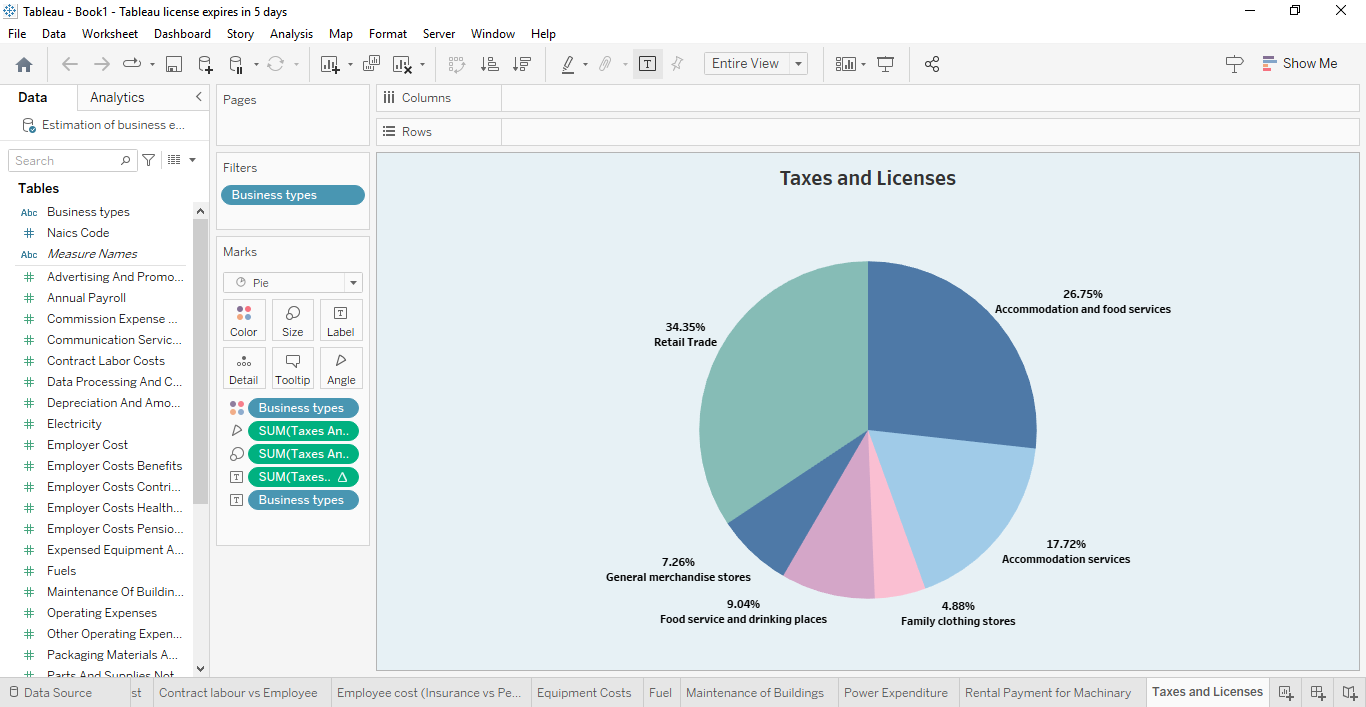 Tableau - Book1 - Tableau license expires in 5 days
File Data Worksheet Dashboard Story Analysis Map Format Server Window Help
Entire View
Show Me
Data Analytics
Estimation of business e...
Search
Tables
Abc Business types
Naics Code
Abc Measure Names
Advertising And Promo...
Annual Payroll
Commission Expense ...
Communication Servic...
Contract Labor Costs
Data Processing And C...
Depreciation And Amo...
Electricity
Employer Cost
Employer Costs Benefits
Employer Costs Contri...
Employer Costs Health...
Employer Costs Pensio...
Expensed Equipment A...
Fuels
Maintenance Of Buildin...
Operating Expenses
Other Operating Expen...
Packaging Materials A...
Parts And Supplies Not
Pages
Filters
Business types
Marks
Pie
Color Size Label
Detail Tooltip Angle
Business types
SUM(Taxes An..
SUM(Taxes An..
SUM(Taxes..
Business types
Columns
Rows
Taxes and Licenses
26.75%
Accommodation and food services
34.35%
Retail Trade
17.72%
Accommodation services
7.26%
General merchandise stores
9.04%
Food service and drinking places
4.88%
Family clothing stores
Data Source st Contract labour vs Employee Employee cost (Insurance vs Pe... Equipment Costs Fuel Maintenance of Buildings Power Expenditure Rental Payment for Machinary Taxes and Licenses